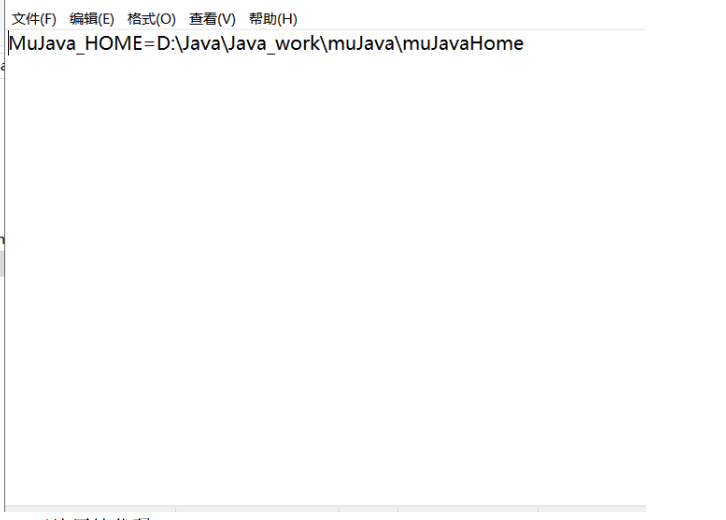 文件(F) 编辑(E) 格式(O) 查看(V) 帮助(H)
MuJava_HOME=D:\Java\Java_work\muJava\muJavaHome